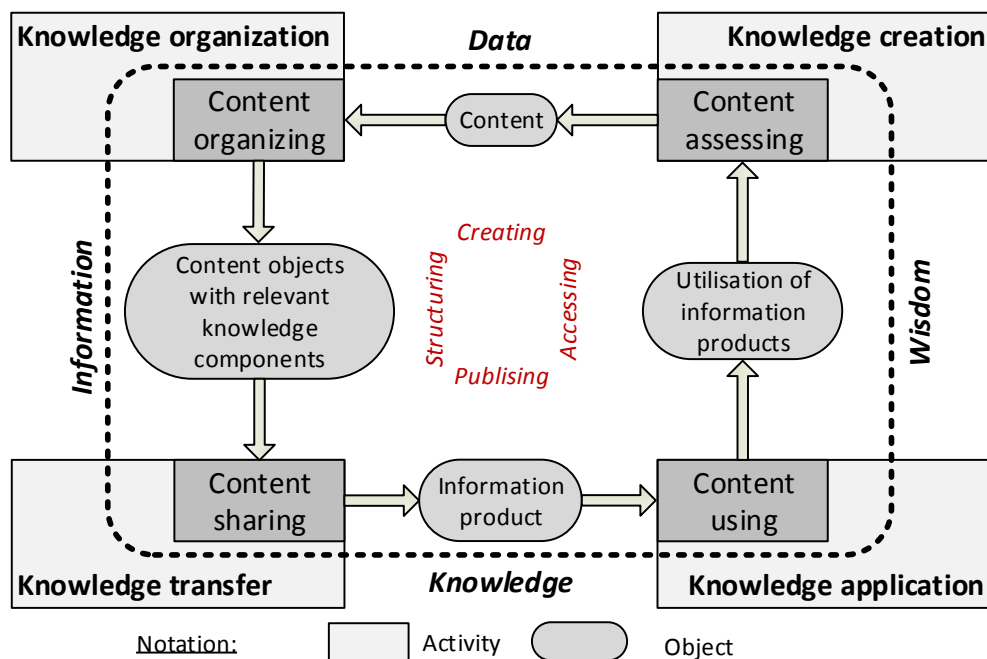 Knowledge organization
Data
Knowledge creation
Content
organizing
Content
Content
assessing
Information
Content objects
with relevant
knowledge
components
Structuring
Creating
Accessing
Publising
Utilisation of
information
products
Wisdom
Content
sharing
Information
product
Content
using
Knowledge transfer
Knowledge
Knowledge application
Notation:
Activity
Object